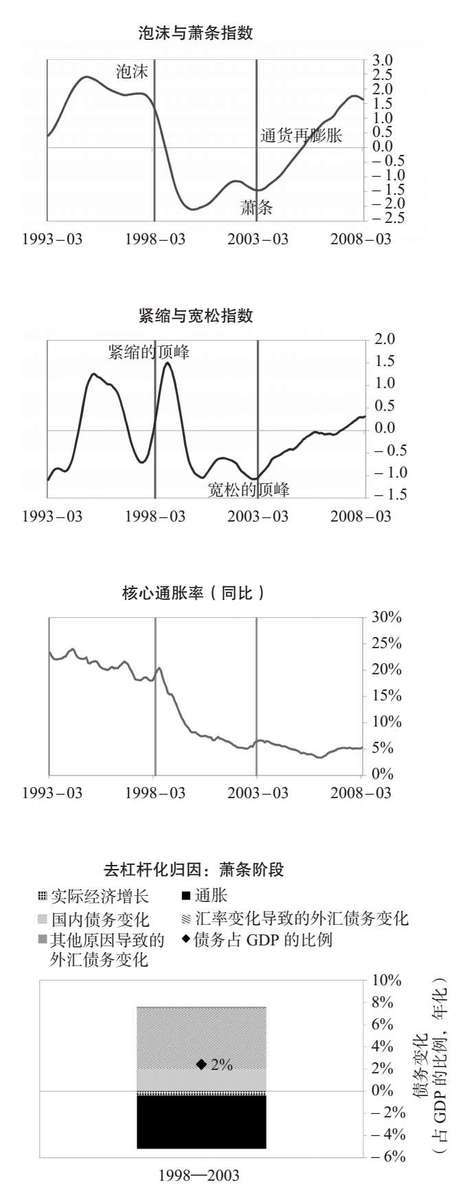 泡沫与萧条指数
泡沫
通货再膨胀
萧条
3.0
2.5
2.0
1.5
1.0
0.5
0.0
−0.5
−1.0
−1.5
−2.0
−2.5
1993−03 1998−03 2003−03 2008−03
紧缩与宽松指数
紧缩的顶峰
宽松的顶峰
2.0
1.5
1.0
0.5
0.0
−0.5
−1.0
−1.5
1993−03 1998−03 2003−03 2008−03
核心通胀率（同比）
30%
25%
20%
15%
10%
5%
0%
1993−03 1998−03 2003−03 2008−03
去杠杆化归因：萧条阶段
实际经济增长 通胀
国内债务变化 汇率变化导致的外汇债务变化
其他原因导致的 债务占 GDP 的比例
外汇债务变化
10%
8%
6%
4%
2%
0%
−2%
−4%
−6%
2%
债务变化
（占 GDP 的比例，年化）
1998—2003